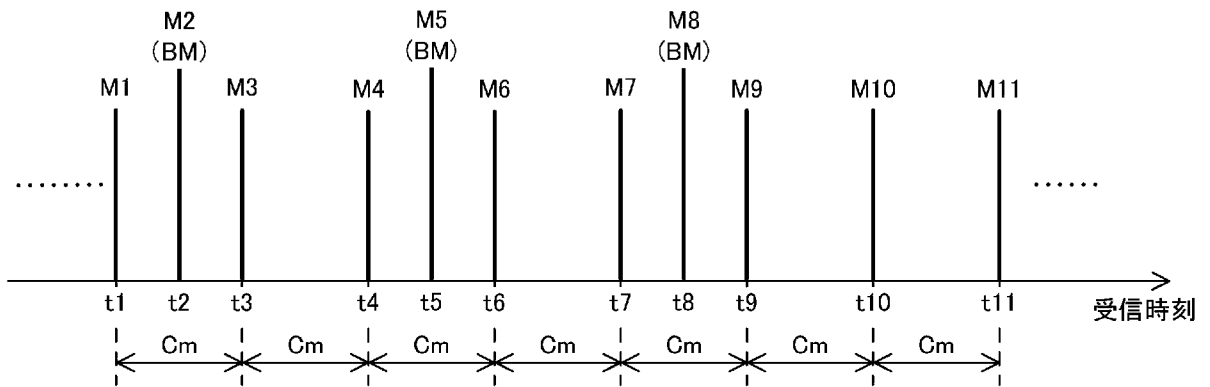 M2 M5 M8
(BM) (BM) (BM)
M1 M3 M4 M6 M7 M9 M10 M11
t1 t2 t3 t4 t5 t6 t7 t8 t9 t10 t11
受信時刻
Cm Cm Cm Cm Cm Cm Cm